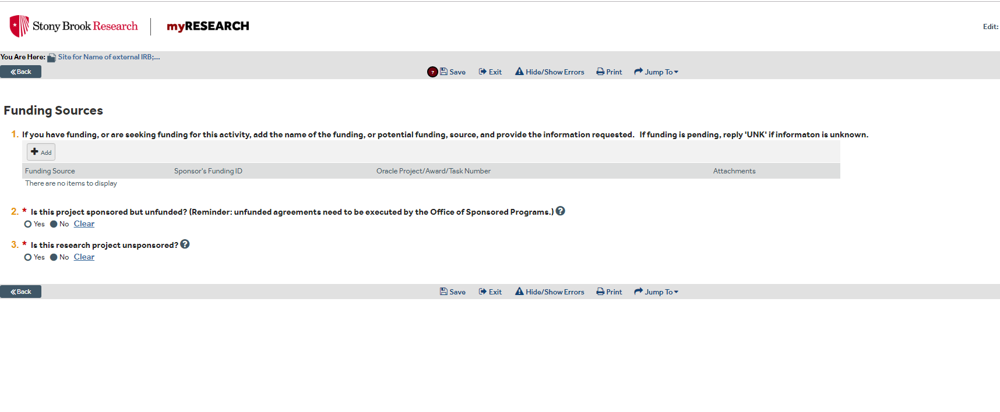 Stony Brook Research myRESEARCH
Edit:
You Are Here: Site for Name of external IRB;...
Back ? Save Exit Hide/Show Errors Print Jump To
Funding Sources
1. If you have funding, or are seeking funding for this activity, add the name of the funding, or potential funding, source, and provide the information requested. If funding is pending, reply 'UNK' if informaton is unknown.
Add
Funding Source Sponsor's Funding ID Oracle Project/Award/Task Number Attachments
There are no items to display
2. * Is this project sponsored but unfunded? (Reminder: unfunded agreements need to be executed by the Office of Sponsored Programs.) ?
Yes No Clear
3. * Is this research project unsponsored? ?
Yes No Clear
Back Save Exit Hide/Show Errors Print Jump To